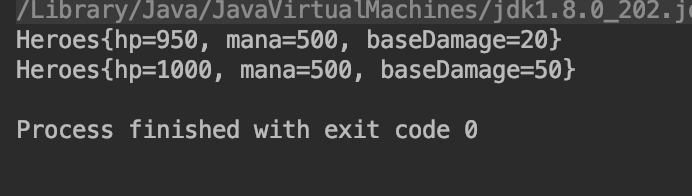 /Library/Java/JavaVirtualMachines/jdk1.8.0_202.j
Heroes{hp=950, mana=500, baseDamage=20}
Heroes{hp=1000, mana=500, baseDamage=50}
Process finished with exit code 0